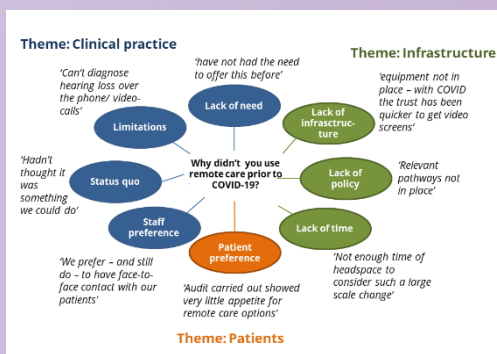 Theme: Clinical practice
Theme: Infrastructure
'have not had the need
to offer this before'
'Can't diagnose
hearing loss over
the phone/ video-
calls'
'equipment not in
place – with COVID
the trust has been
quicker to get video
screens'
Lack of need
Lack of
infrasctruc-
ture
Limitations
Why didn't you use
remote care prior to
COVID-19?
'Hadn't
thought it
was
something
we could do'
Status quo
Lack of
policy
'Relevant
pathways not
in place'
Staff
preference
Lack of time
Patient
preference
'We prefer – and still
do – to have face-to-
face contact with our
patients'
'Audit carried out showed
very little appetite for
remote care options'
'Not enough time of
headspace to
consider such a large
scale change'
Theme: Patients